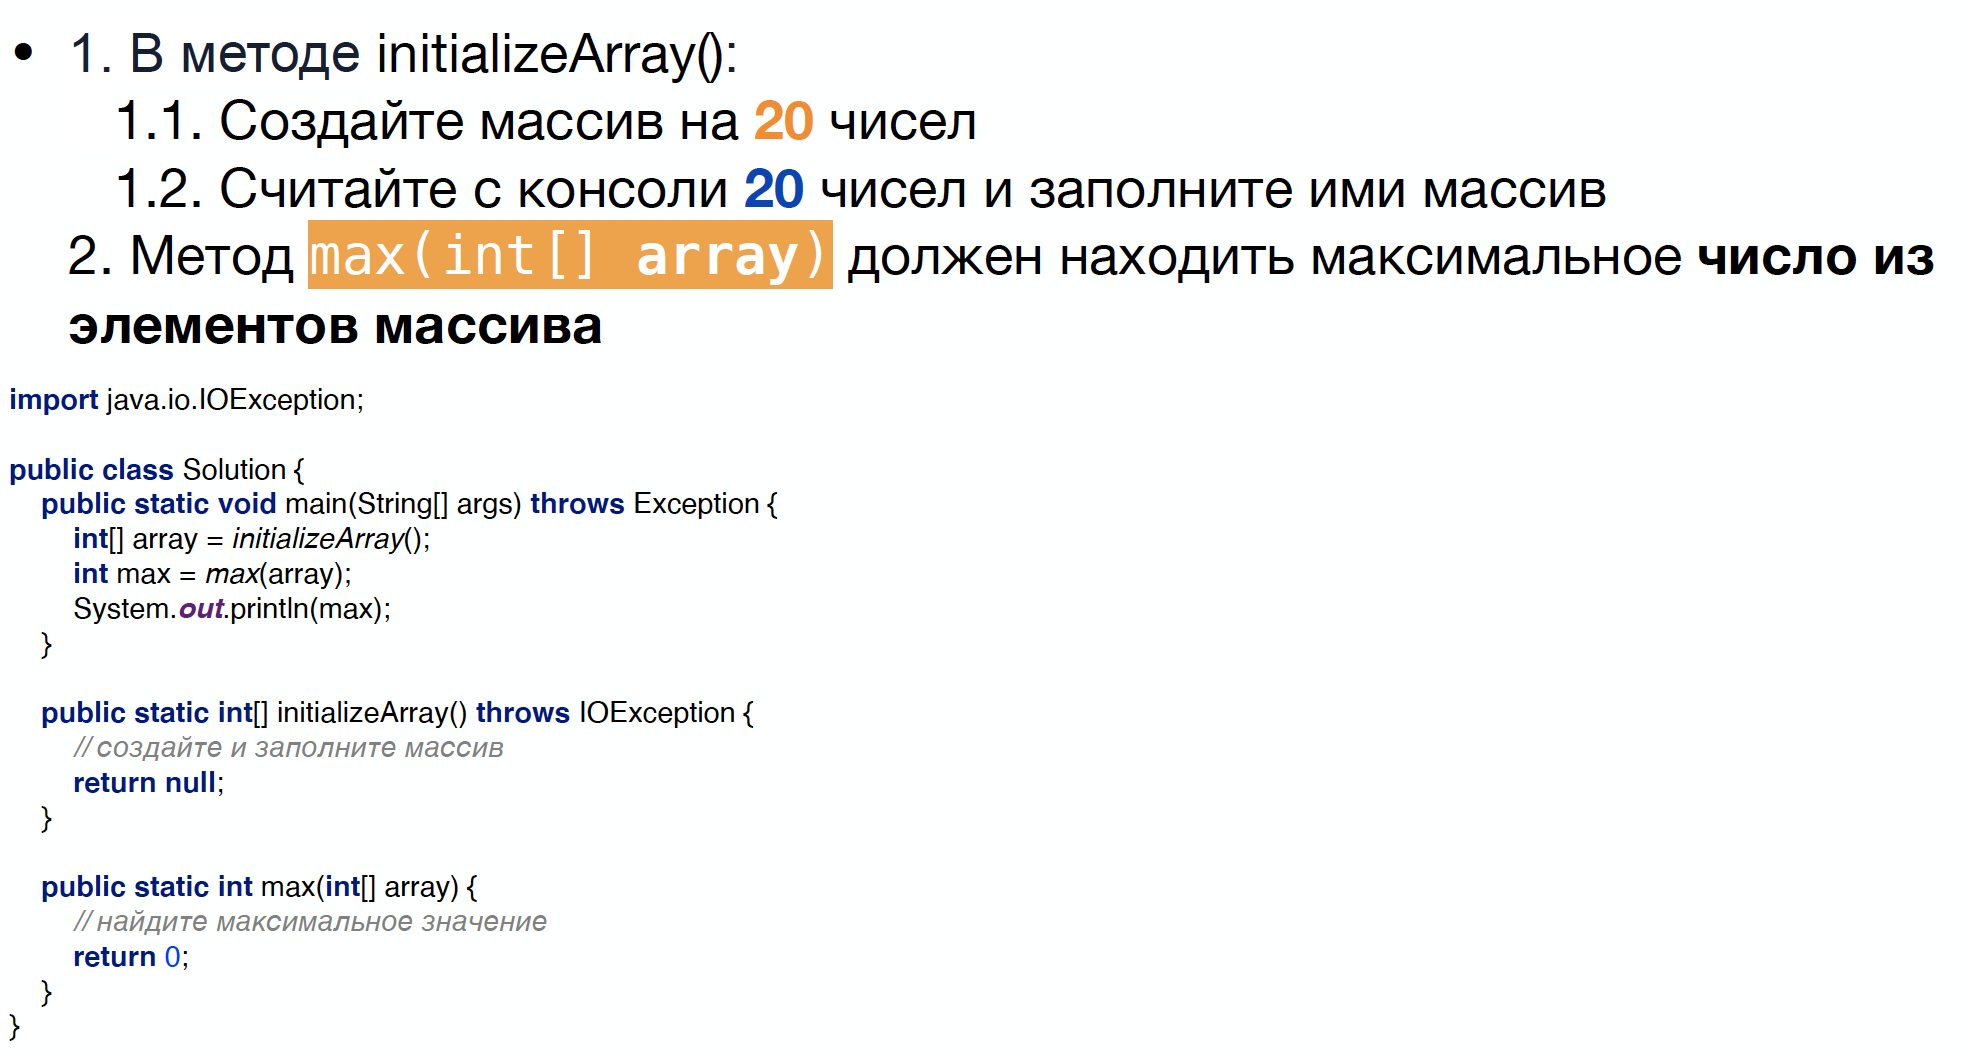 • 1. В методе initializeArray():
1.1. Создайте массив на 20 чисел
1.2. Считайте с консоли 20 чисел и заполните ими массив
2. Метод max(int[] array) должен находить максимальное число из
элементов массива
import java.io.IOException;
public class Solution {
public static void main(String[] args) throws Exception {
int[] array = initializeArray();
int max = max(array);
System.out.println(max);
}
public static int[] initializeArray() throws IOException {
// создайте и заполните массив
return null;
}
public static int max(int[] array) {
// найдите максимальное значение
return 0;
}
}